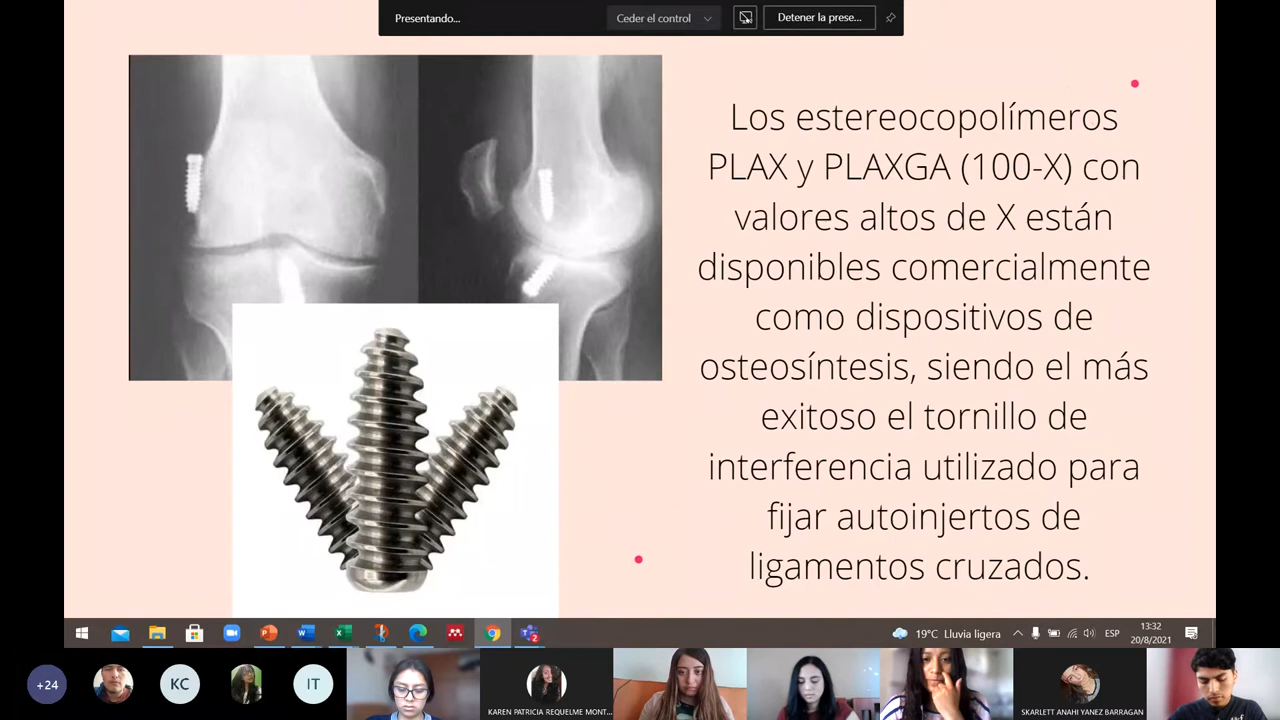 Presentando...
Ceder el control
Detener la prese...
Los estereocopolímeros
PLAX y PLAXGA (100-X) con
valores altos de X están
disponibles comercialmente
como dispositivos de
osteosíntesis, siendo el más
exitoso el tornillo de
interferencia utilizado para
fijar autoinjertos de
ligamentos cruzados.
2
19°C Lluvia ligera
ESP
13:32
20/8/2021
+24
KC
IT
KAREN PATRICIA REQUELME MONT...
SKARLETT ANAHI YANEZ BARRAGAN